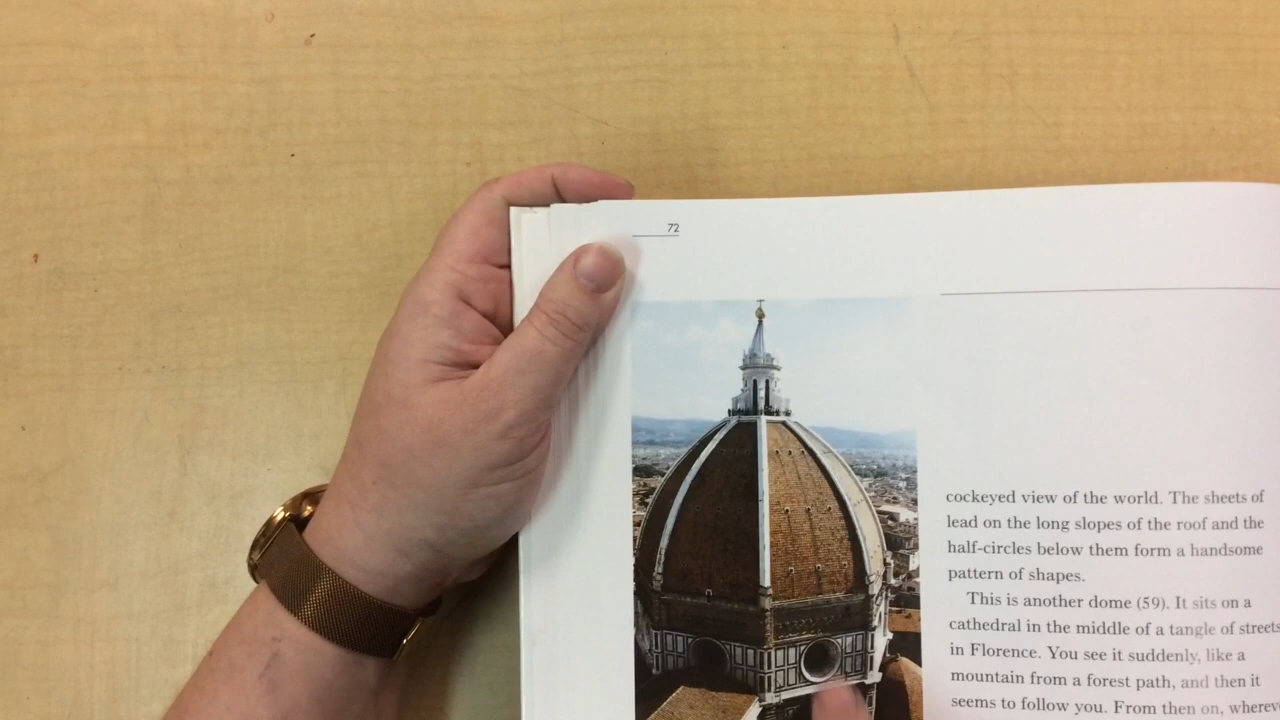 72
cockeyed view of the world. The sheets of
lead on the long slopes of the roof and the
half-circles below them form a handsome
pattern of shapes.
This is another dome (59). It sits on a
cathedral in the middle of a tangle of streets
in Florence. You see it suddenly, like a
mountain from a forest path, and then it
seems to follow you. From then on,